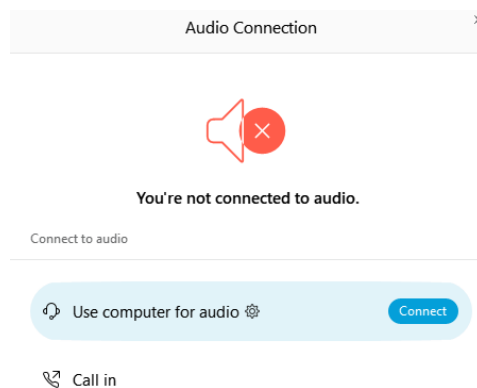 Audio Connection
You're not connected to audio.
Connect to audio
Use computer for audio
Connect
Call in